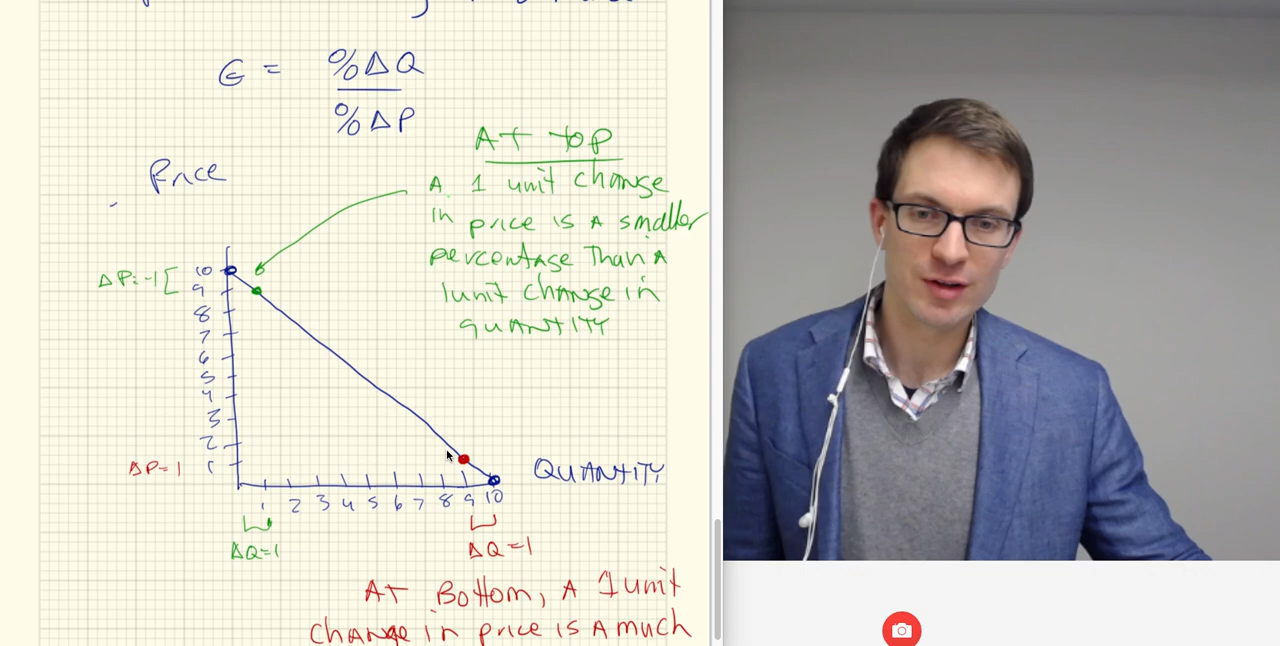 ϵ = %ΔQ
%ΔP
Price
At top
A 1 unit change
in price is a smaller
percentage than a
1 unit change in
quantity
ΔP=-1
10
9
8
7
6
5
4
3
2
1
ΔP=1
1 2 3 4 5 6 7 8 9 10
QUANTITY
ΔQ=1
ΔQ=1
At Bottom, A 1 unit
change in price is a much